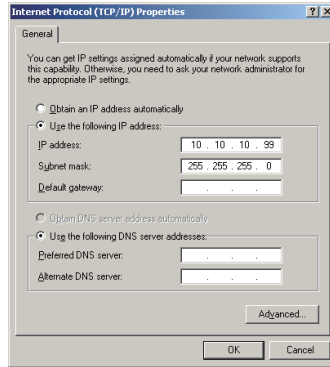 Internet Protocol (TCP/IP) Properties ? X
General
You can get IP settings assigned automatically if your network supports
this capability. Otherwise, you need to ask your network administrator for
the appropriate IP settings.
Obtain an IP address automatically
Use the following IP address:
IP address: 10 . 10 . 10 . 99
Subnet mask: 255 . 255 . 255 . 0
Default gateway: . . .
Obtain DNS server address automatically
Use the following DNS server addresses:
Preferred DNS server: . . .
Alternate DNS server: . . .
Advanced...
OK Cancel